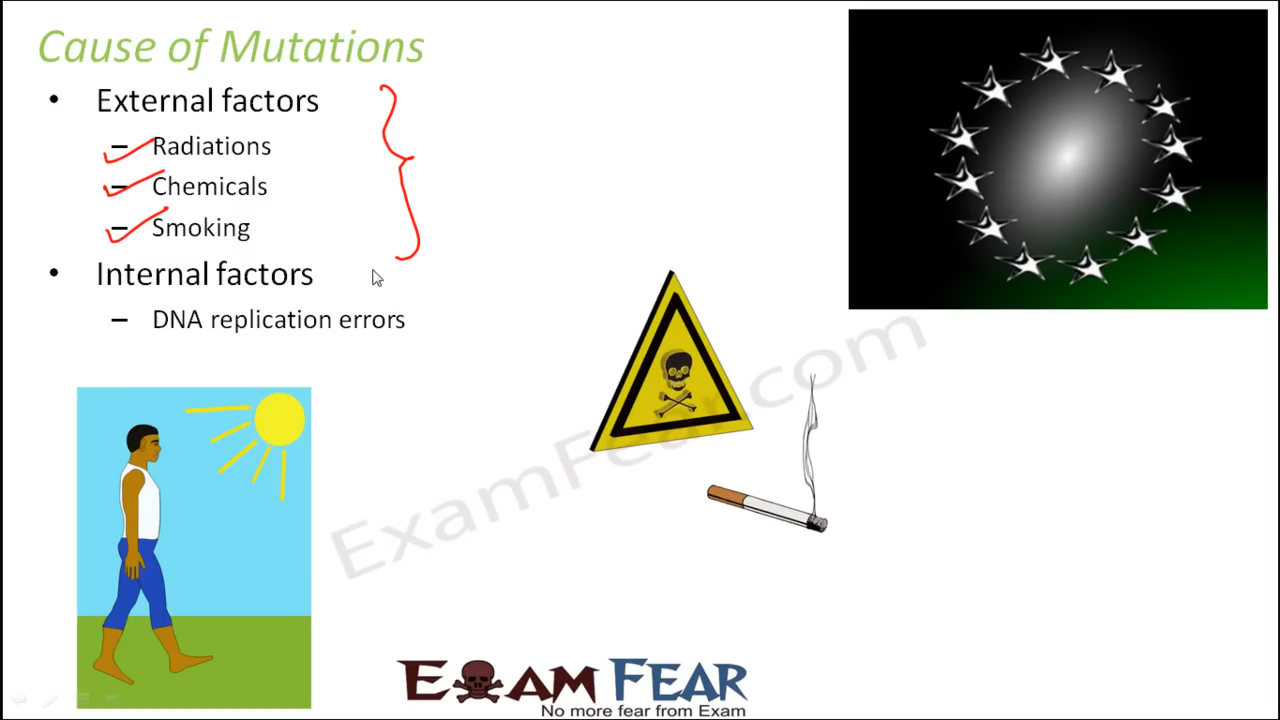 Cause of Mutations
• External factors
– Radiations
– Chemicals
– Smoking
• Internal factors
– DNA replication errors
ExamFear.com
EXAM FEAR
No more fear from Exam